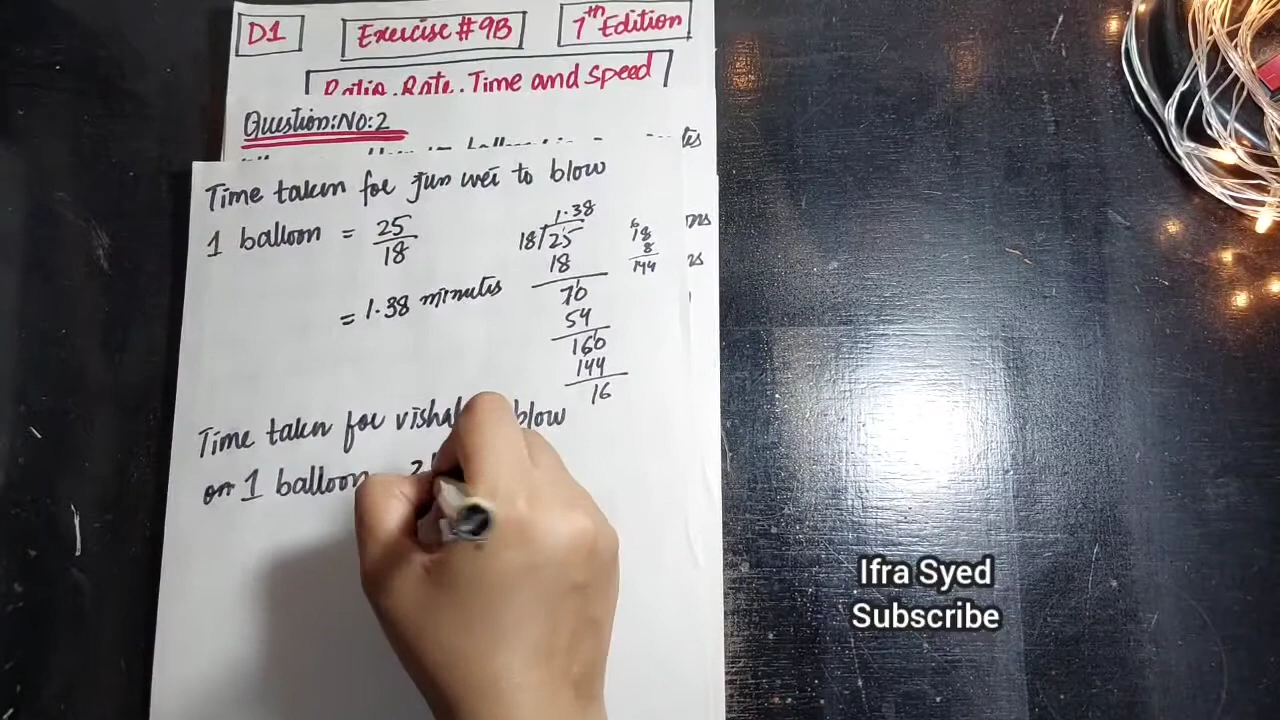 D1 Exercise #9B 7th Edition
Ratio, Rate, Time and Speed
Question:NO:2
Time taken for jun wei to blow
1 balloon = 25/18
= 1.38 minutes
1.38
18 25
18
70
54
160
144
16
18
8
144
Time taken for vishal blow
1 balloon
Ifra Syed
Subscribe